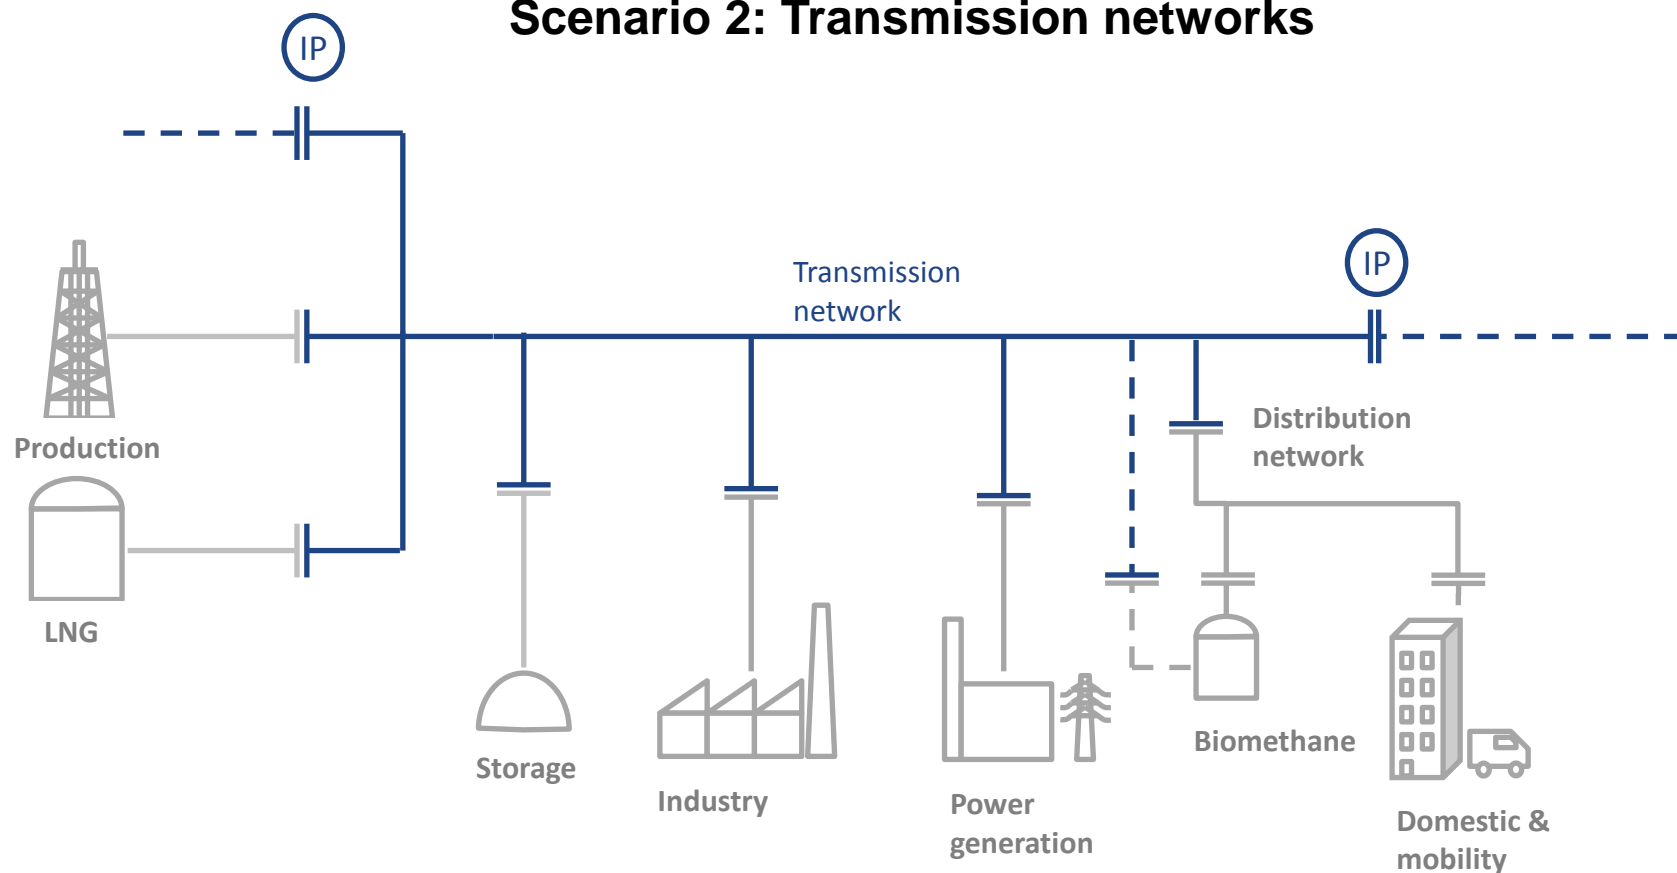 Scenario 2: Transmission networks
IP
IP
Transmission
network
Production
LNG
Distribution
network
Storage
Industry
Power
generation
Biomethane
Domestic &
mobility